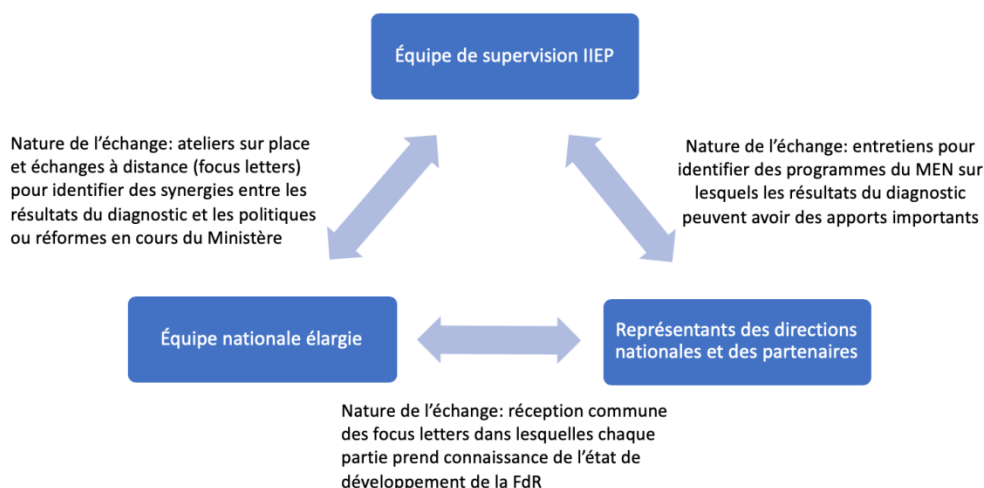 Équipe de supervision IIEP
Nature de l’échange: ateliers sur place
et échanges à distance (focus letters)
pour identifier des synergies entre les
résultats du diagnostic et les politiques
ou réformes en cours du Ministère
Nature de l’échange: entretiens pour
identifier des programmes du MEN sur
lesquels les résultats du diagnostic
peuvent avoir des apports importants
Équipe nationale élargie
Représentants des directions
nationales et des partenaires
Nature de l’échange: réception commune
des focus letters dans lesquelles chaque
partie prend connaissance de l’état de
développement de la FdR